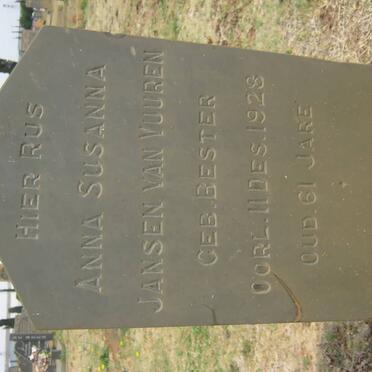 HIER RUS
ANNA SUSANNA
JANSEN VAN VUUREN
GEB. BESTER
OORL. 11 DES. 1928
OUD. 61 JARE